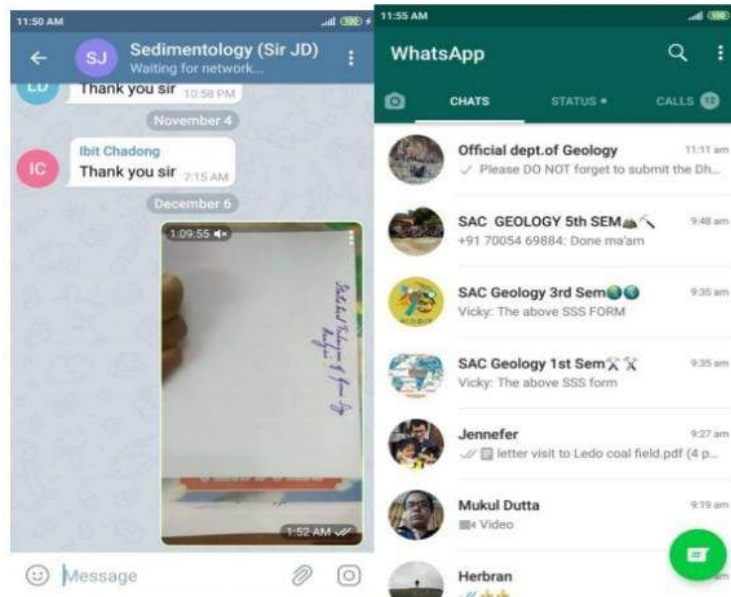 11:50 AM
SJ
Sedimentology (Sir JD)
Waiting for network...
LD
Thank you sir 10:58 PM
November 4
IC
Ibit Chadong
Thank you sir 7:15 AM
December 6
1:09:55
1:52 AM
Message
11:55 AM
WhatsApp
CHATS
STATUS
CALLS 12
Official dept.of Geology 11:11 am
Please DO NOT forget to submit the Dh...
SAC GEOLOGY 5th SEM 9:48 am
+91 70054 69884: Done ma'am
SAC Geology 3rd Sem 9:35 am
Vicky: The above SSS FORM
SAC Geology 1st Sem 9:35 am
Vicky: The above SSS form
Jennefer 9:27 am
letter visit to Ledo coal field.pdf (4 p...
Mukul Dutta 9:19 am
Video
Herbran am